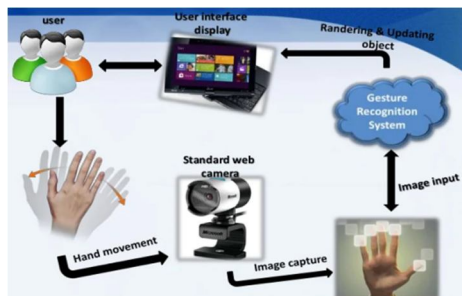 user
User interface
display
Randering & Updating
object
Gesture
Recognition
System
Standard web
camera
Image input
Hand movement
Image capture